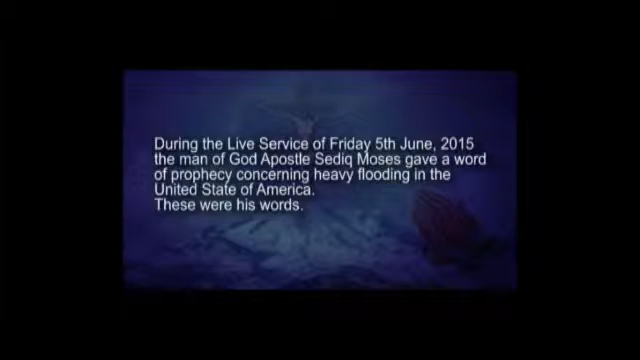 During the Live Service of Friday 5th June, 2015
the man of God Apostle Sediq Moses gave a word
of prophecy concerning heavy flooding in the
United State of America.
These were his words.